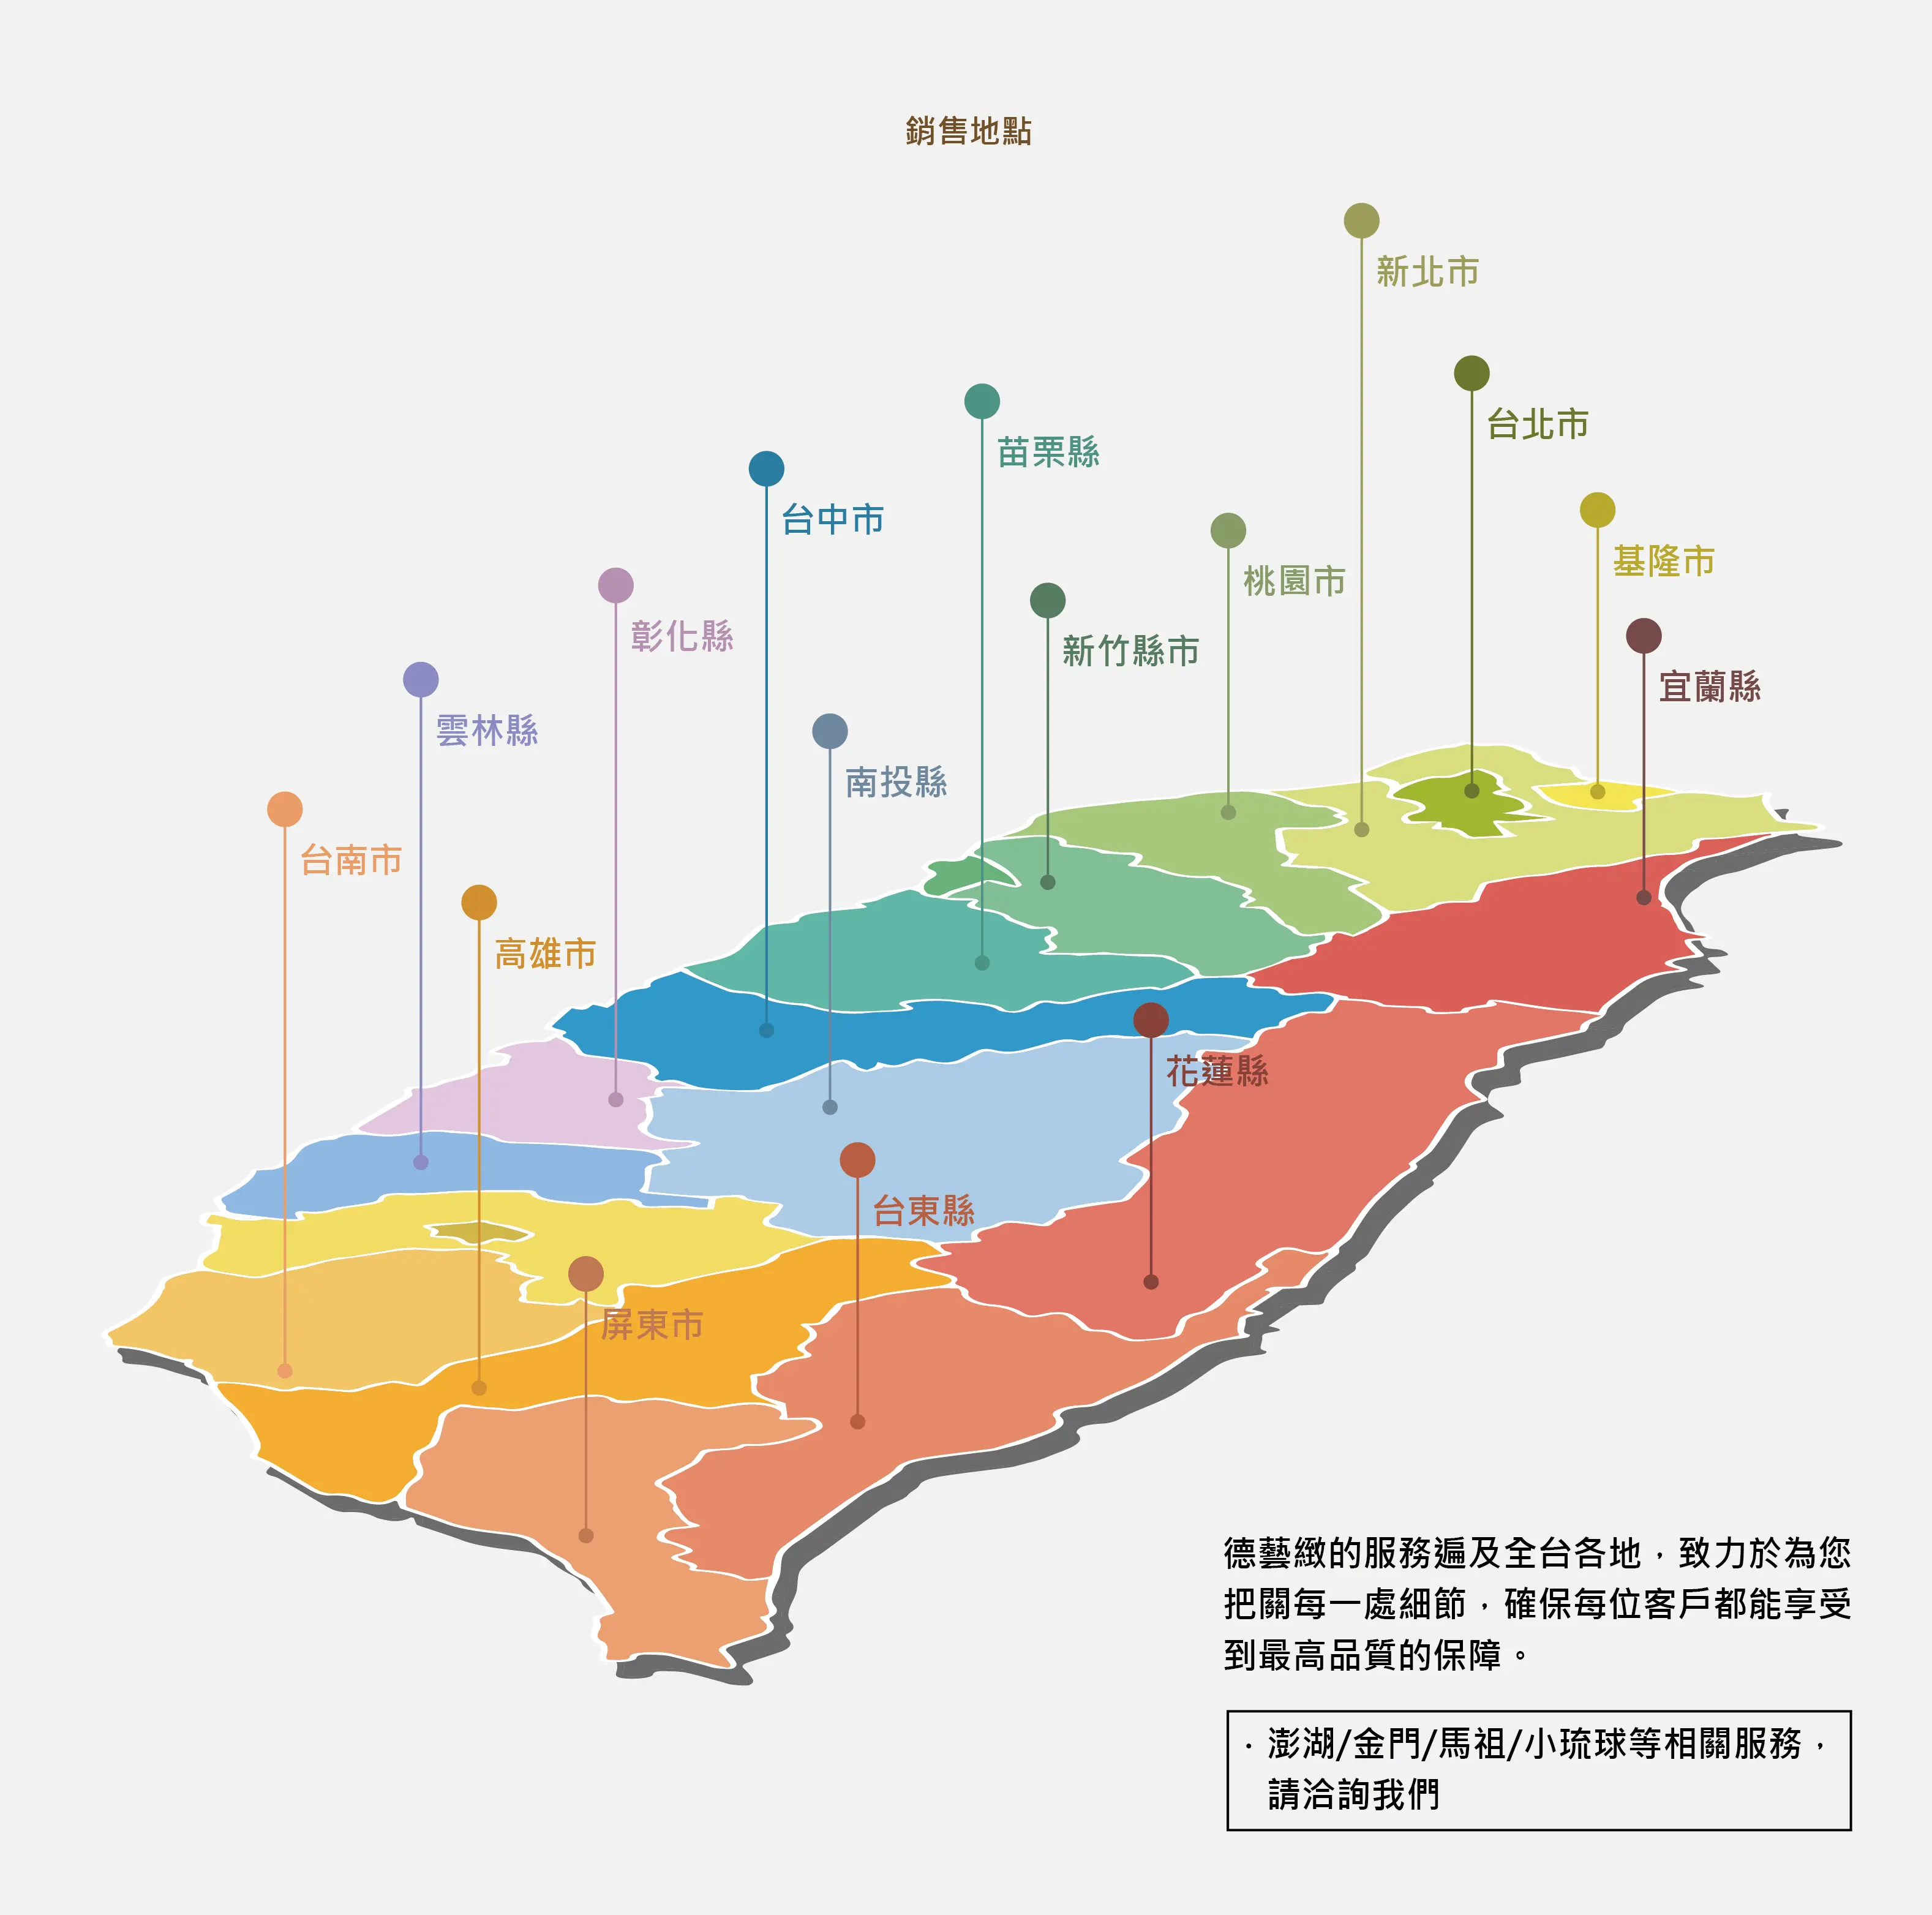 銷售地點
新北市
台北市
苗栗縣
台中市
基隆市
桃園市
彰化縣
新竹縣市
宜蘭縣
雲林縣
南投縣
台南市
高雄市
花蓮縣
台東縣
屏東市
德藝緻的服務遍及全台各地，致力於為您
把關每一處細節，確保每位客戶都能享受
到最高品質的保障。
・澎湖/金門/馬祖/小琉球等相關服務，
請洽詢我們